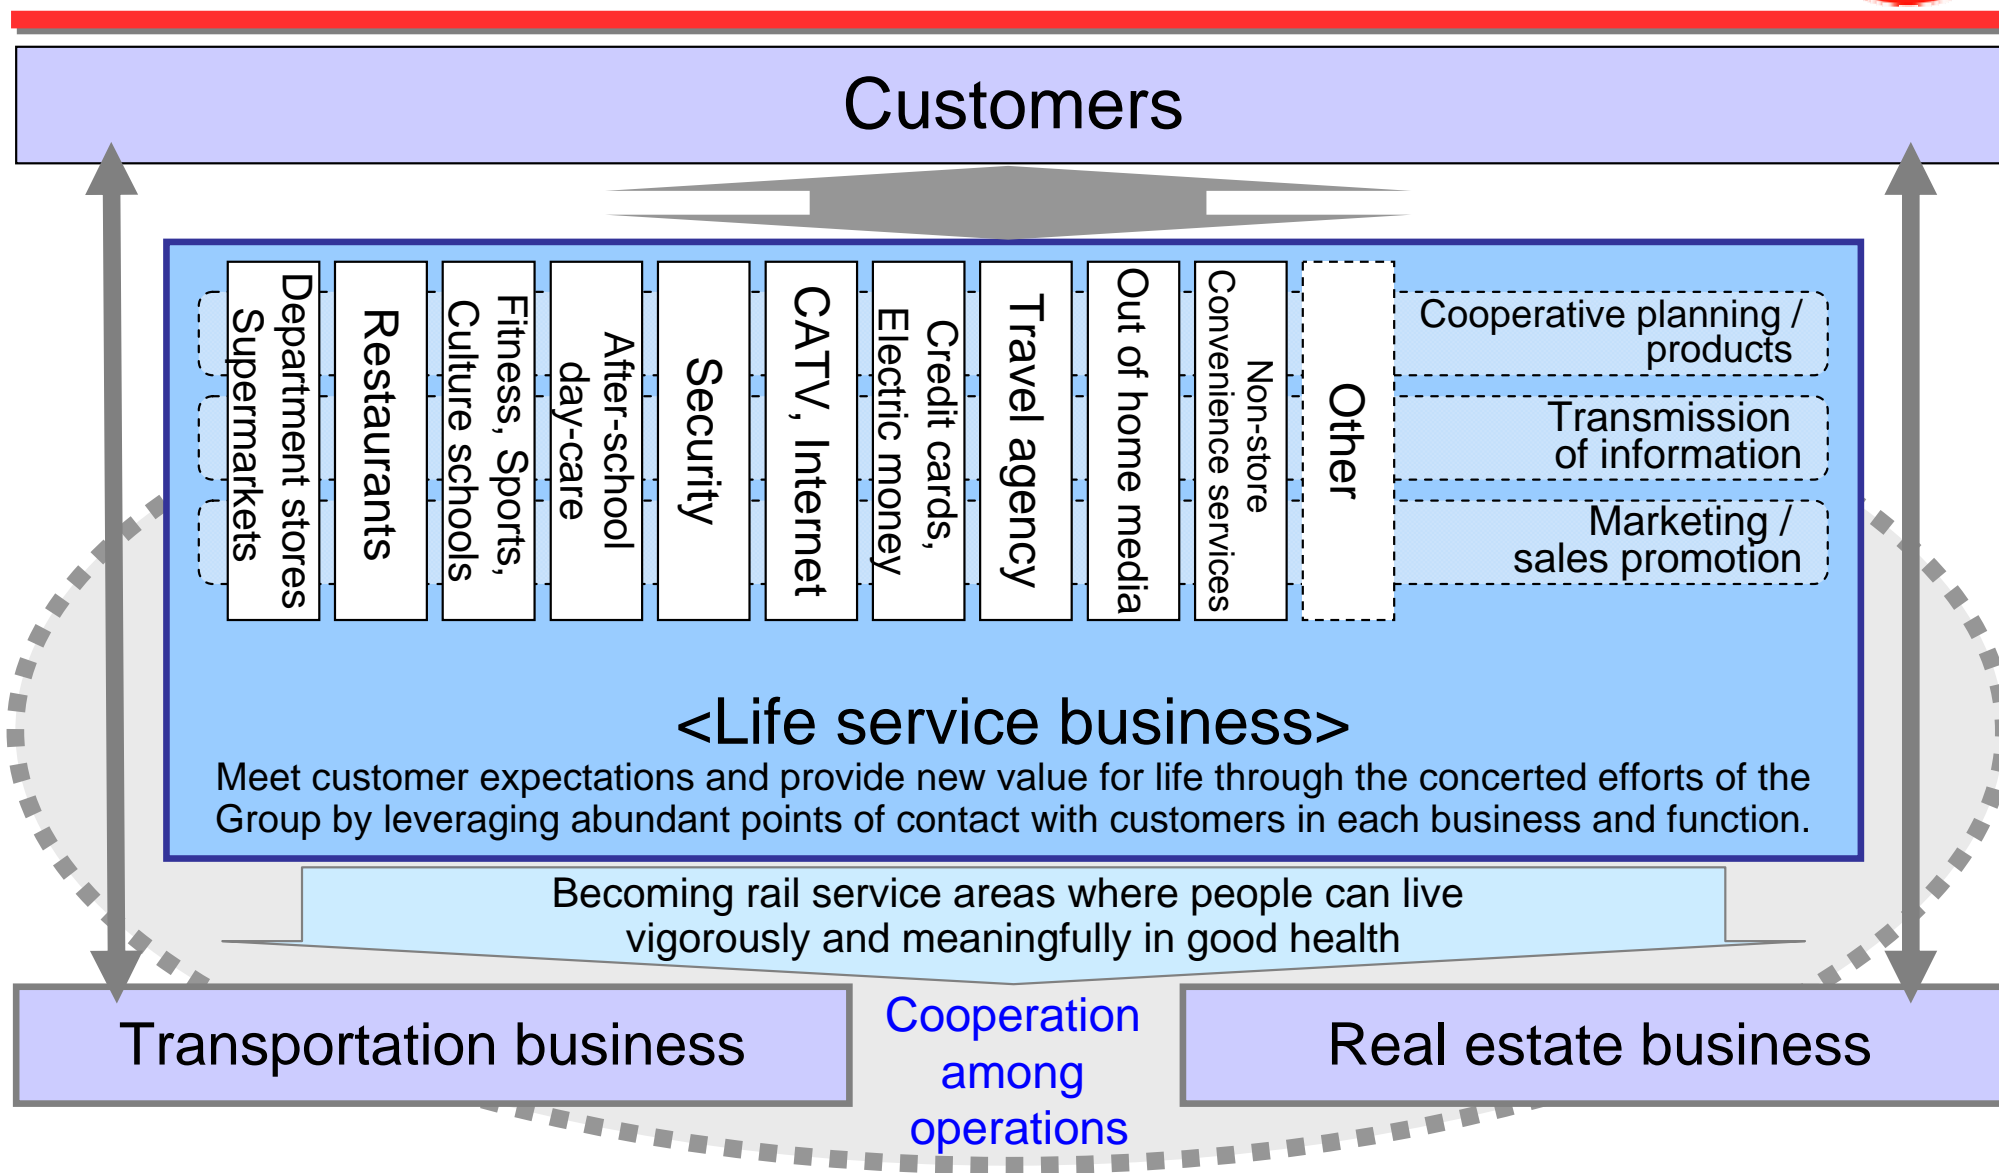 Customers
Department stores
Supermarkets
Restaurants
Fitness, Sports,
Culture schools
After-school
day-care
Security
CATV, Internet
Credit cards,
Electric money
Travel agency
Out of home media
Non-store
Convenience services
Other
Cooperative planning /
products
Transmission
of information
Marketing /
sales promotion
<Life service business>
Meet customer expectations and provide new value for life through the concerted efforts of the
Group by leveraging abundant points of contact with customers in each business and function.
Becoming rail service areas where people can live
vigorously and meaningfully in good health
Transportation business
Cooperation
among
operations
Real estate business